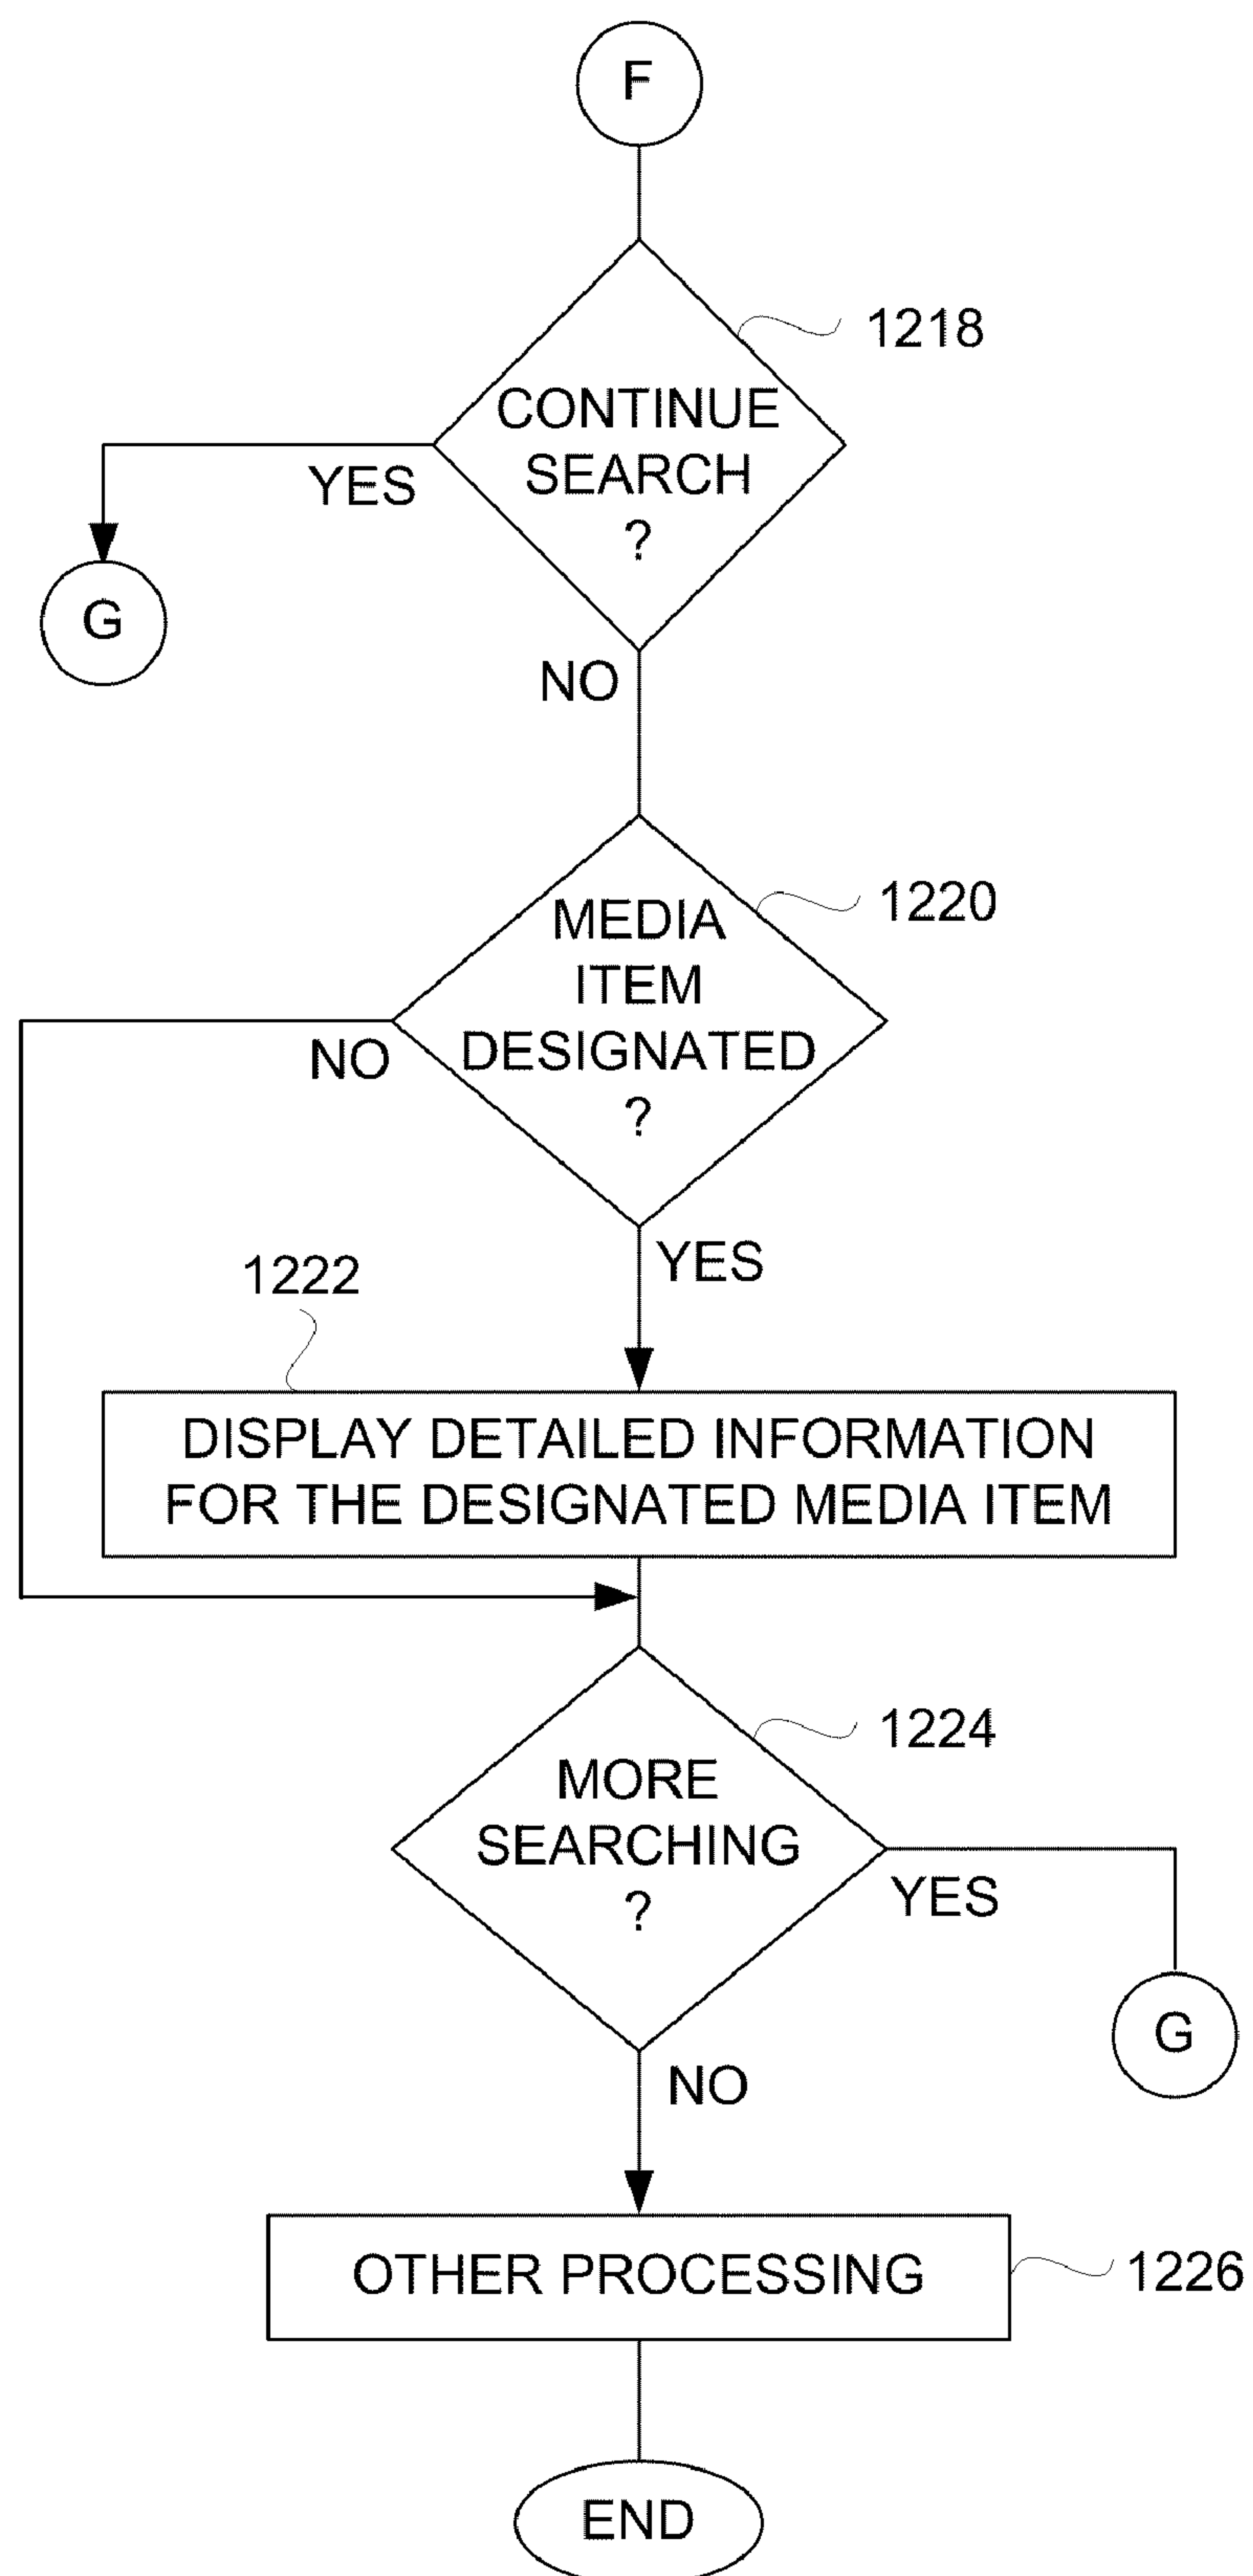 F
1218
CONTINUE
SEARCH
?
YES
G
NO
1220
MEDIA
ITEM
DESIGNATED
?
NO
YES
1222
DISPLAY DETAILED INFORMATION
FOR THE DESIGNATED MEDIA ITEM
1224
MORE
SEARCHING
?
YES
G
NO
OTHER PROCESSING
1226
END